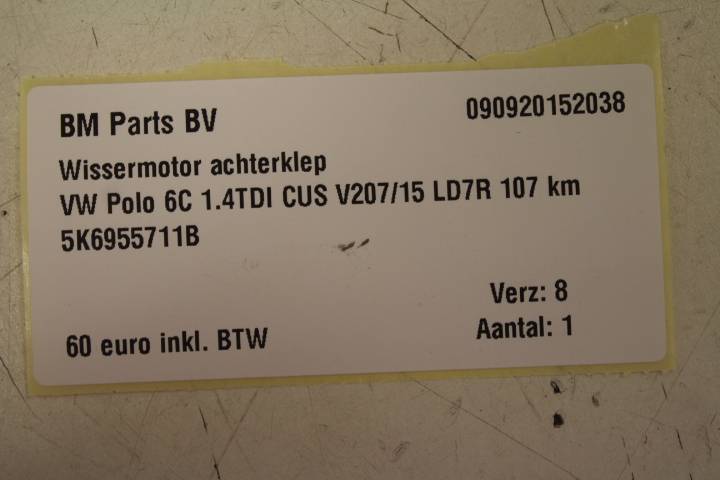 BM Parts BV 090920152038
Wissermotor achterklep
VW Polo 6C 1.4TDI CUS V207/15 LD7R 107 km
5K6955711B
Verz: 8
60 euro inkl. BTW Aantal: 1